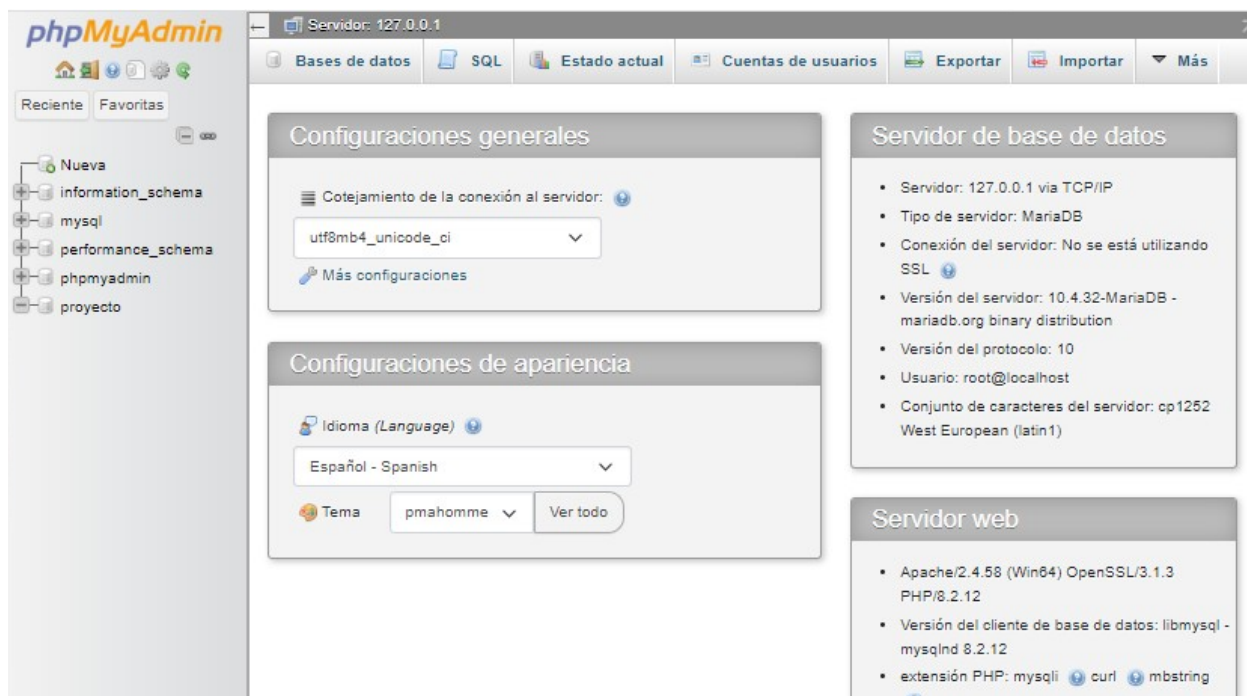 phpMyAdmin
Reciente Favoritas
Nueva
information_schema
mysql
performance_schema
phpmyadmin
proyecto
Servidor: 127.0.0.1
Bases de datos SQL Estado actual Cuentas de usuarios Exportar Importar Más
Configuraciones generales
Cotejamiento de la conexión al servidor:
utf8mb4_unicode_ci
Más configuraciones
Configuraciones de apariencia
Idioma (Language)
Español - Spanish
Tema pmahomme Ver todo
Servidor de base de datos
• Servidor: 127.0.0.1 via TCP/IP
• Tipo de servidor: MariaDB
• Conexión del servidor: No se está utilizando
SSL
• Versión del servidor: 10.4.32-MariaDB -
mariadb.org binary distribution
• Versión del protocolo: 10
• Usuario: root@localhost
• Conjunto de caracteres del servidor: cp1252
West European (latin1)
Servidor web
• Apache/2.4.58 (Win64) OpenSSL/3.1.3
PHP/8.2.12
• Versión del cliente de base de datos: libmysql -
mysqlnd 8.2.12
• extensión PHP: mysqli curl mbstring